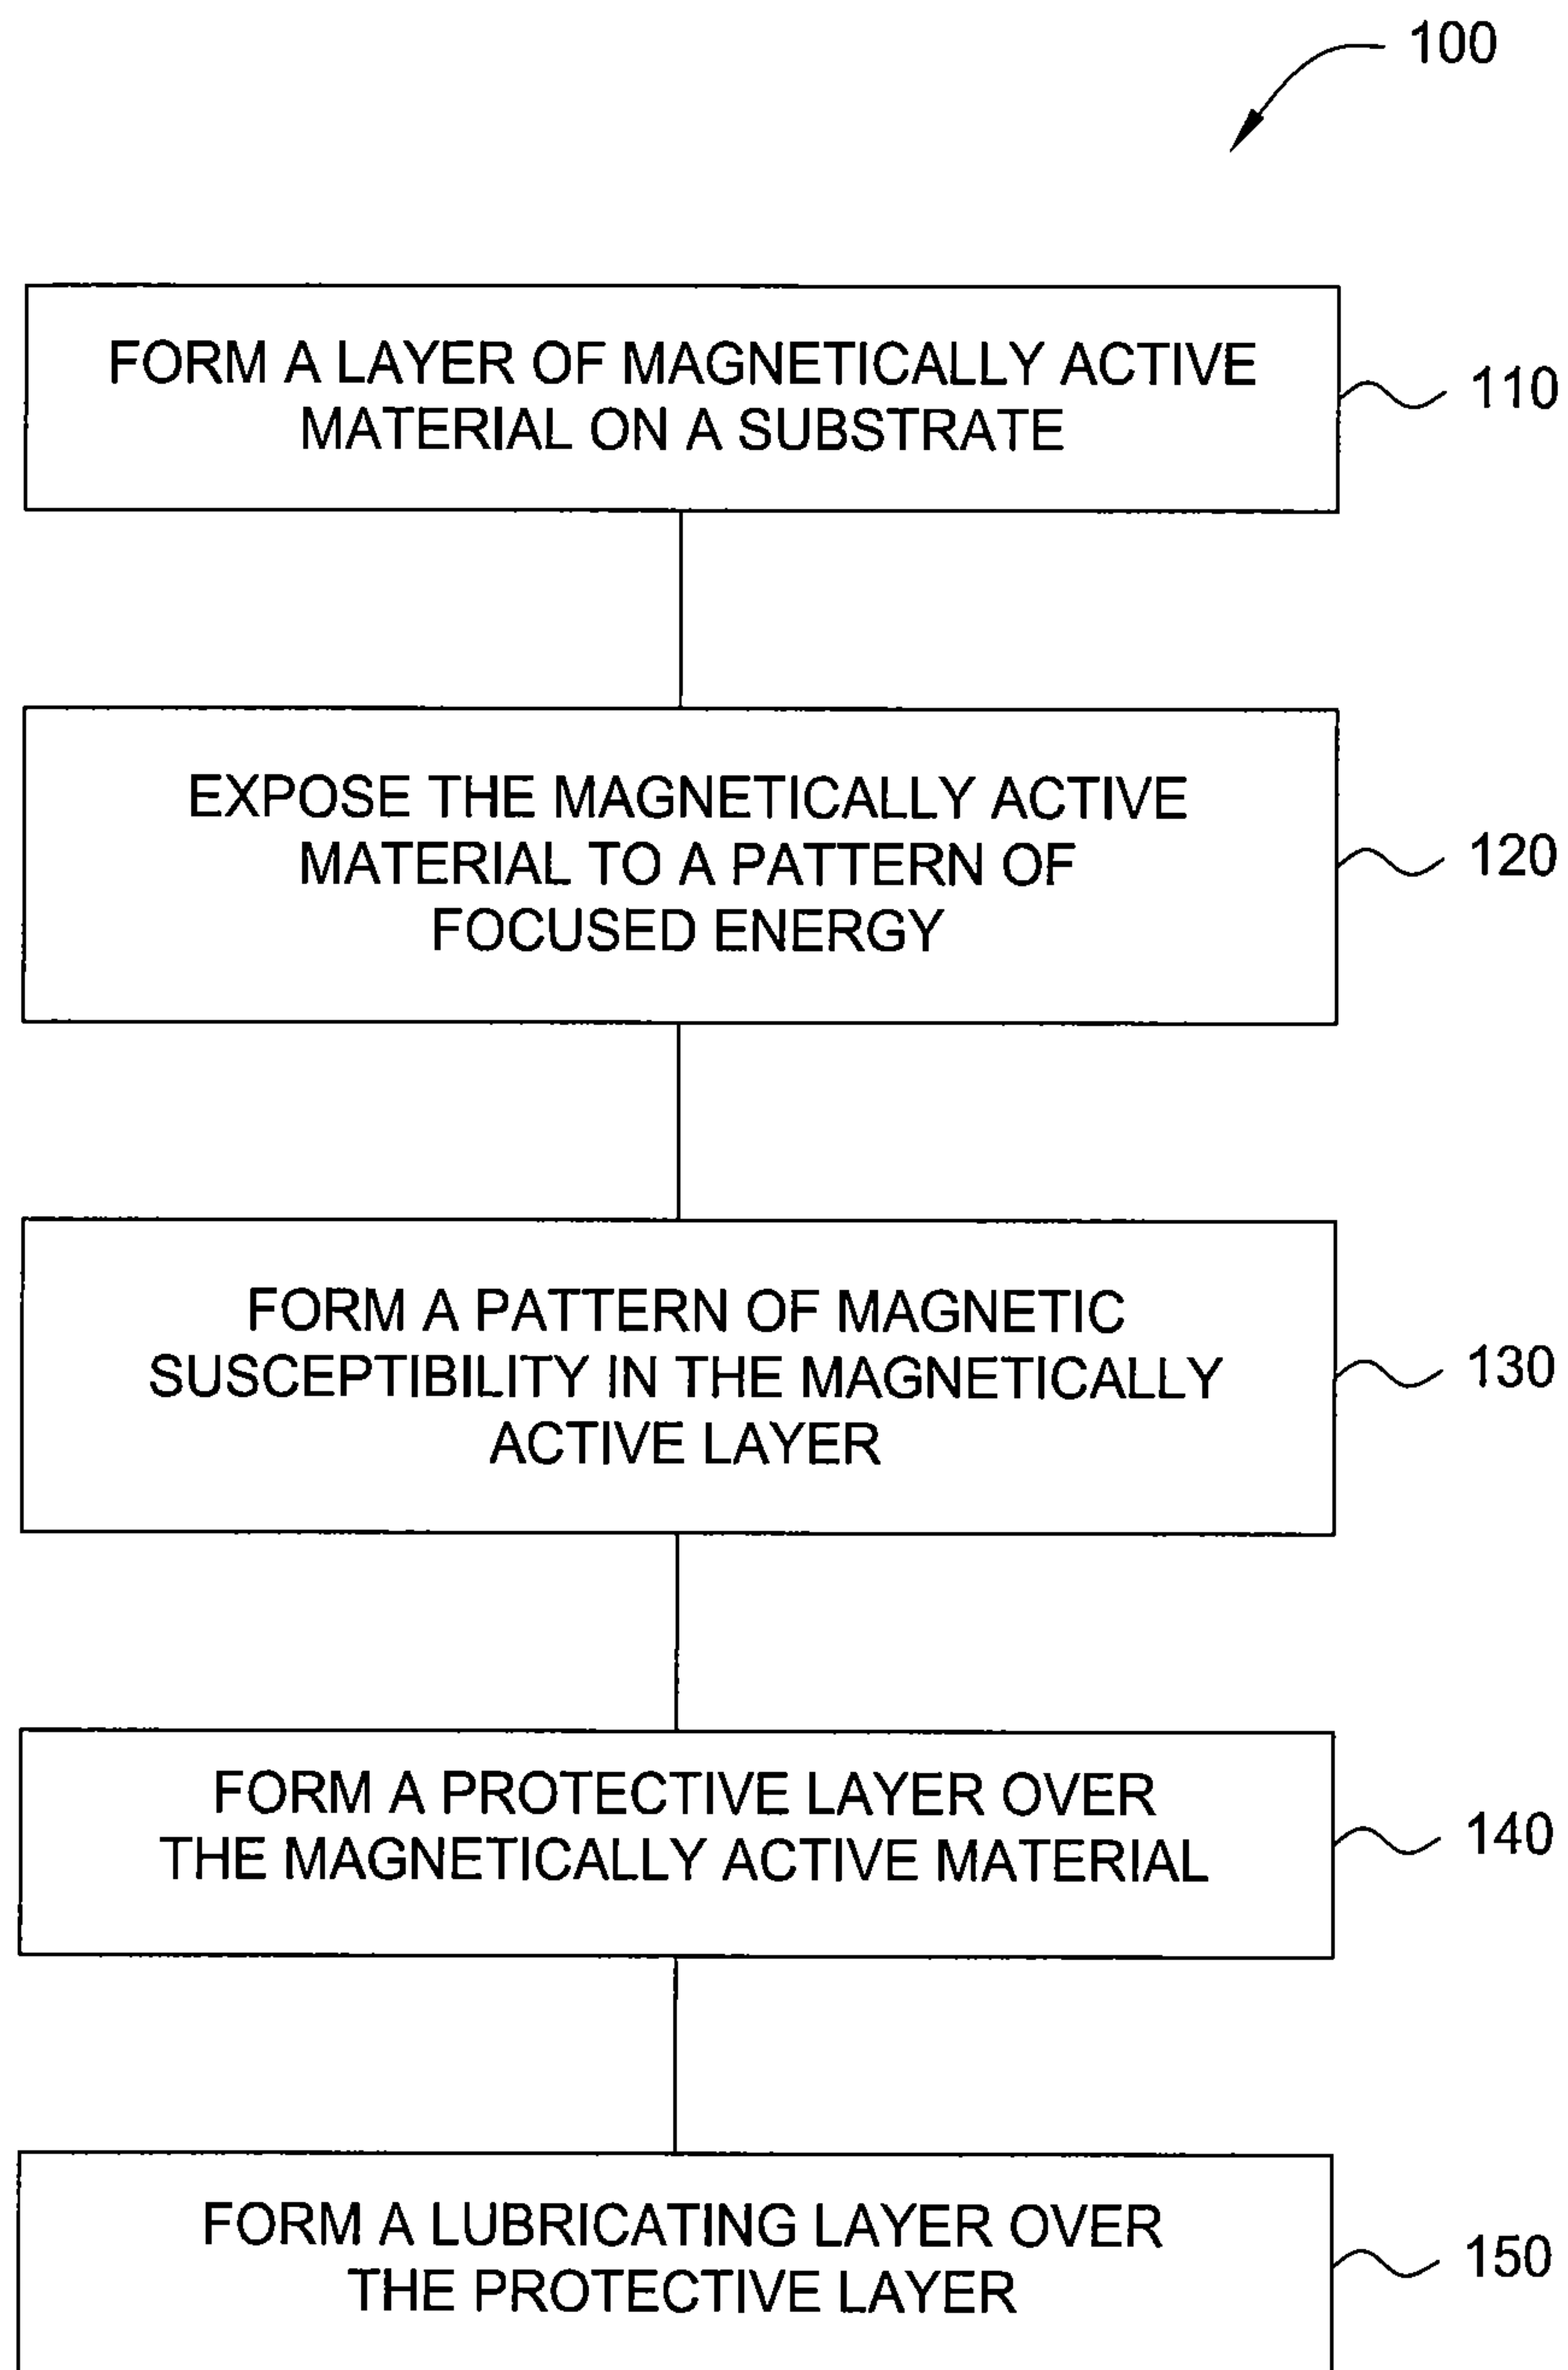 100
FORM A LAYER OF MAGNETICALLY ACTIVE
MATERIAL ON A SUBSTRATE
110
EXPOSE THE MAGNETICALLY ACTIVE
MATERIAL TO A PATTERN OF
FOCUSED ENERGY
120
FORM A PATTERN OF MAGNETIC
SUSCEPTIBILITY IN THE MAGNETICALLY
ACTIVE LAYER
130
FORM A PROTECTIVE LAYER OVER
THE MAGNETICALLY ACTIVE MATERIAL
140
FORM A LUBRICATING LAYER OVER
THE PROTECTIVE LAYER
150